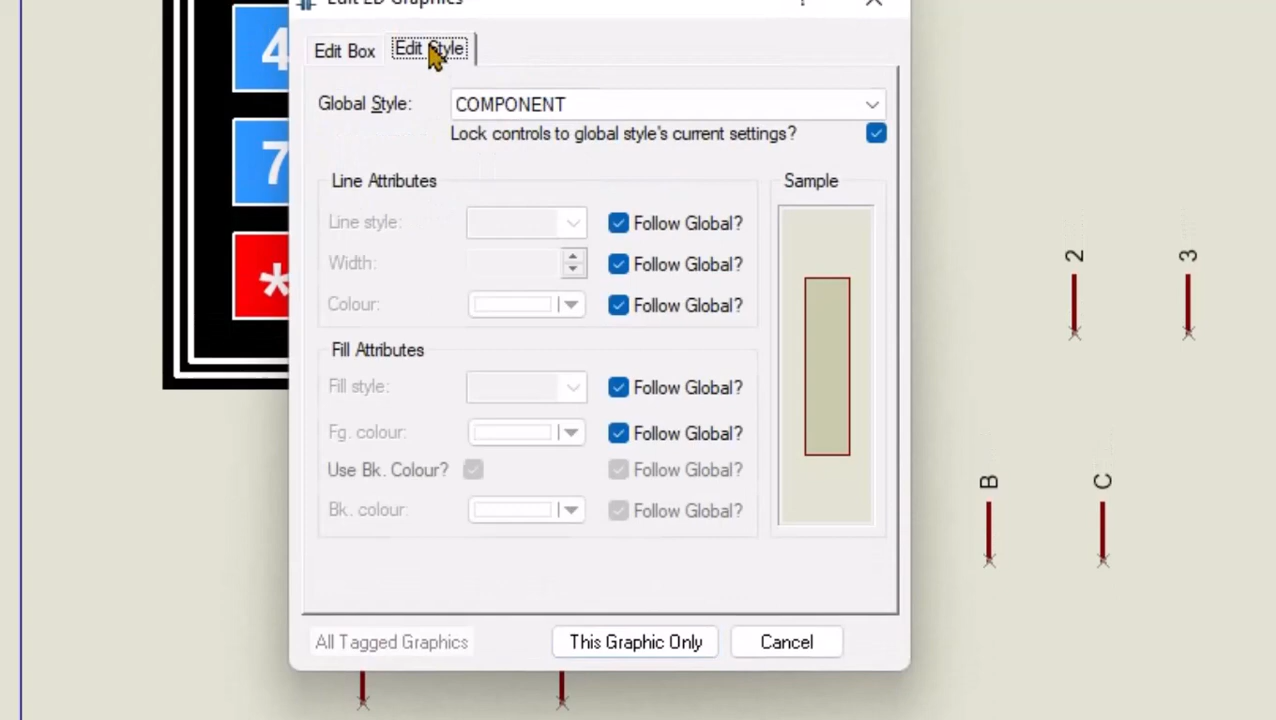 Edit ED Graphics
?
Edit Box
Edit Style
Global Style:
COMPONENT
Lock controls to global style's current settings?
Line Attributes
Sample
Line style:
Follow Global?
Width:
Follow Global?
Colour:
Follow Global?
Fill Attributes
Fill style:
Follow Global?
Fg. colour:
Follow Global?
Use Bk. Colour?
Follow Global?
Bk. colour:
Follow Global?
All Tagged Graphics
This Graphic Only
Cancel
4
7
*
2
3
B
C